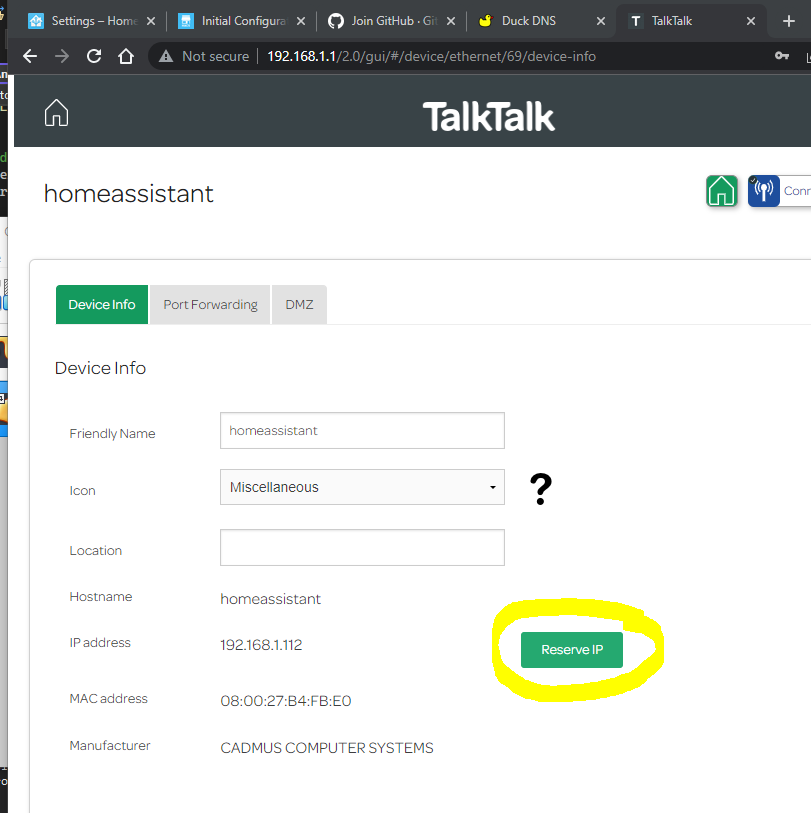 Settings – Home
Initial Configurat
Join GitHub · Git
Duck DNS
TalkTalk
Not secure
192.168.1.1/2.0/gui/#/device/ethernet/69/device-info
TalkTalk
homeassistant
Conn
Device Info
Port Forwarding
DMZ
Device Info
Friendly Name
homeassistant
Icon
Miscellaneous
?
Location
Hostname
homeassistant
IP address
192.168.1.112
Reserve IP
MAC address
08:00:27:B4:FB:E0
Manufacturer
CADMUS COMPUTER SYSTEMS